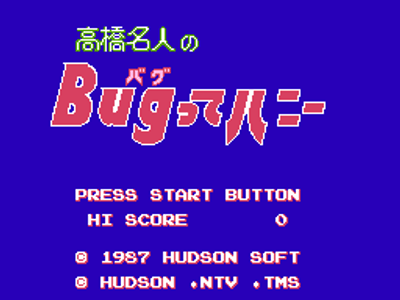 高橋名人の
バグ
Bugってハニー
PRESS START BUTTON
HI SCORE 0
© 1987 HUDSON SOFT
© HUDSON .NTV .TMS